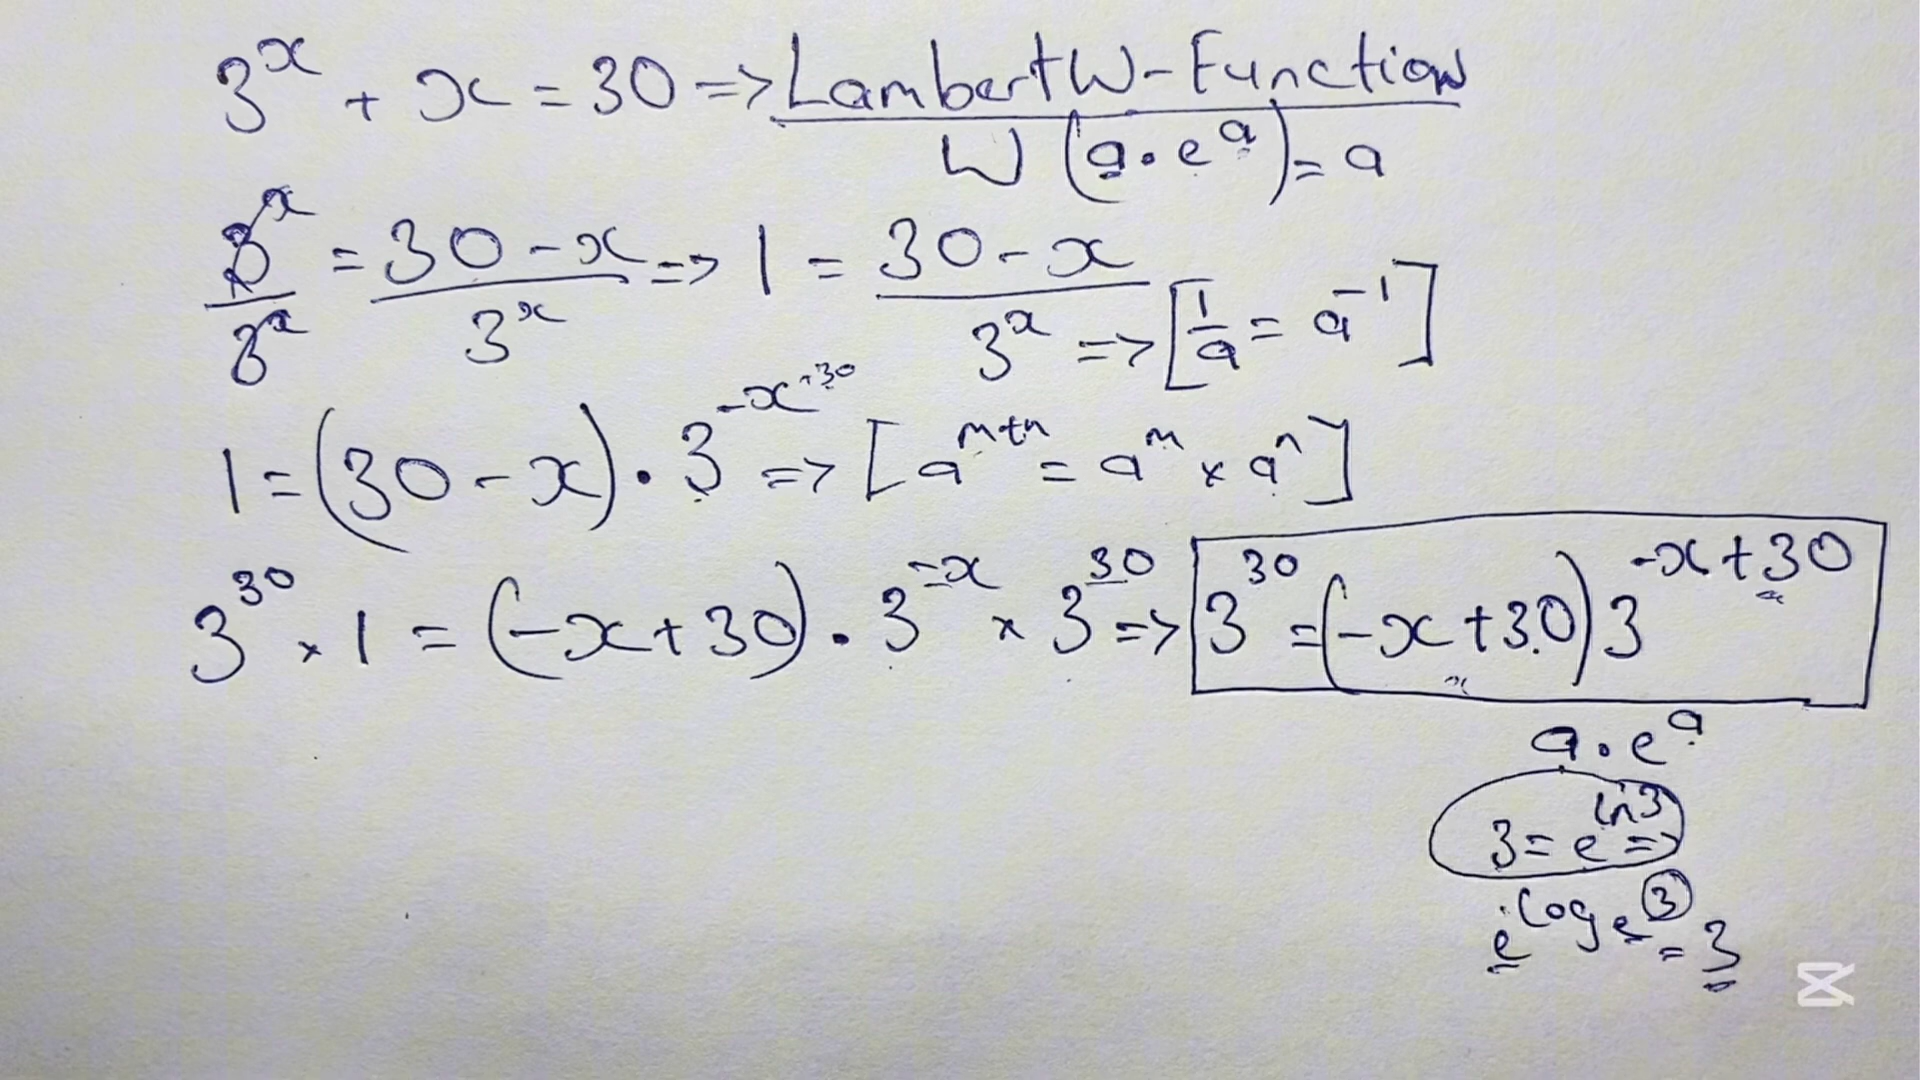 3^x + x = 30 => Lambert W-Function
W (a·e^a) = a
3^x/3^x = (30-x)/3^x => 1 = (30-x)/3^x => [1/a = a^-1]
1 = (30-x)·3^(-x+30) => [a^(m+n) = a^m × a^n]
3^30 × 1 = (-x+30)·3^-x × 3^30 => 3^30 = (-x+30) 3^(-x+30)
a·e^a
3 = e^ln3 =>
e^log_e 3 = 3